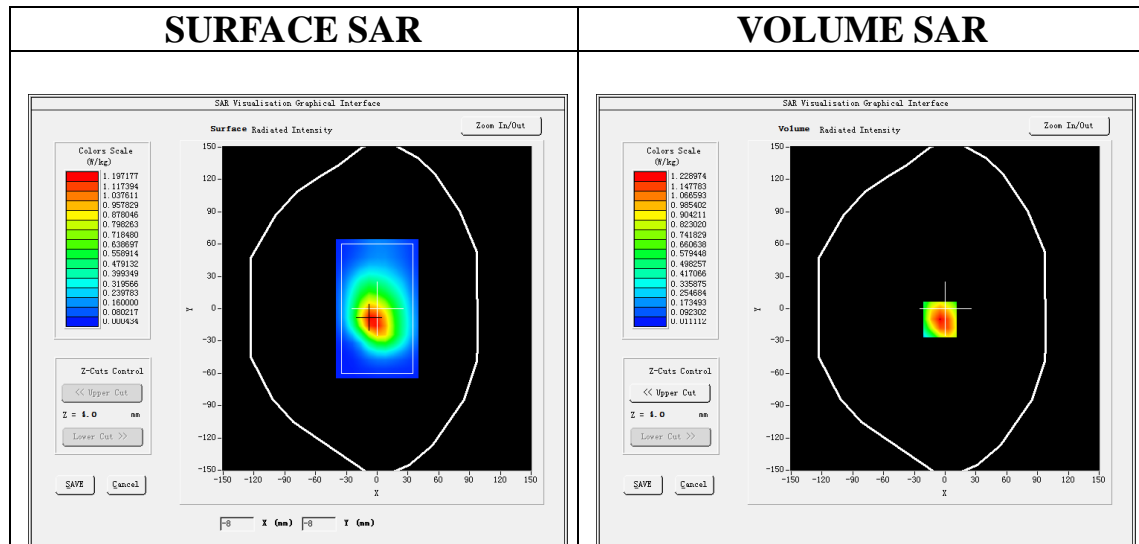 SURFACE SAR
VOLUME SAR
SAR Visualisation Graphical Interface
Surface Radiated Intensity
Zoom In/Out
Colors Scale
(W/kg)
1.197177
1.117394
1.037611
0.957829
0.878046
0.798263
0.718480
0.638697
0.558914
0.479132
0.399349
0.319566
0.239783
0.160000
0.080217
0.000434
150
120
90
60
30
0
-30
-60
-90
-120
-150
Y
-150 -120 -90 -60 -30 0 30 60 90 120 150
X
Z-Cuts Control
<< Upper Cut
Z = 4.0 mm
Lower Cut >>
SAVE
Cancel
-8 X (mm) -8 Y (mm)
SAR Visualisation Graphical Interface
Volume Radiated Intensity
Zoom In/Out
Colors Scale
(W/kg)
1.228974
1.147783
1.066593
0.985402
0.904211
0.823020
0.741829
0.660638
0.579448
0.498257
0.417066
0.335875
0.254684
0.173493
0.092302
0.011112
150
120
90
60
30
0
-30
-60
-90
-120
-150
Y
-150 -120 -90 -60 -30 0 30 60 90 120 150
X
Z-Cuts Control
<< Upper Cut
Z = 4.0 mm
Lower Cut >>
SAVE
Cancel